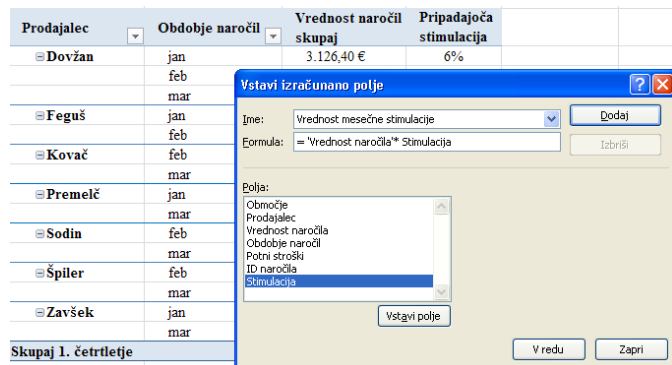 Prodajalec Obdobje naročil Vrednost naročil skupaj Pripadajoča stimulacija
Dovžan jan 3.126,40 € 6%
feb
mar
Feguš jan
feb
Kovač feb
mar
Premelč jan
mar
Sodin feb
mar
Špiler feb
mar
Zavšek jan
mar
Skupaj 1. četrtletje
Vstavi izračunano polje
Ime: Vrednost mesečne stimulacije Dodaj
Formula: = 'Vrednost naročila'* Stimulacija Izbriši
Polja:
Območje
Prodajalec
Vrednost naročila
Obdobje naročil
Potni stroški
ID naročila
Stimulacija
Vstavi polje
V redu Zapri